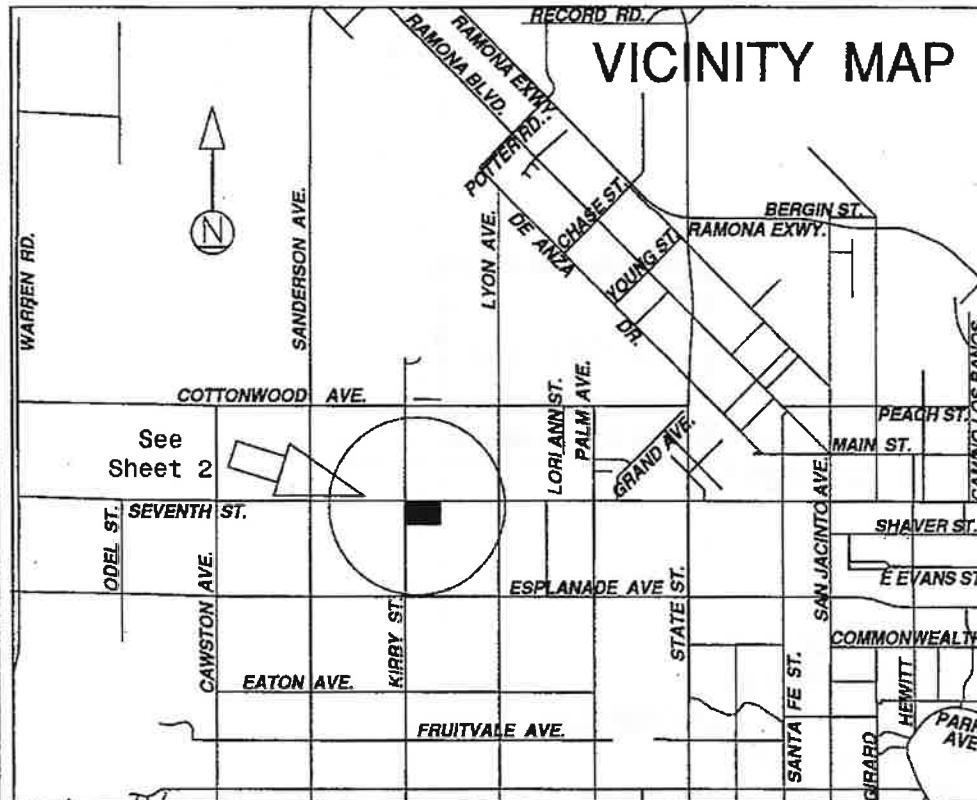 RECORD RD.
VICINITY MAP
RAMONA EXWY.
RAMONA BLVD.
POTTER RD.
CHASE ST.
BERGIN ST.
RAMONA EXWY.
YOUNG ST.
DE ANZA
DR.
LYON AVE.
SANDERSON AVE.
WARREN RD.
N
COTTONWOOD AVE.
See
Sheet 2
LORI ANN ST.
PALM AVE.
GRAND AVE.
PEACH ST.
MAIN ST.
SEVENTH ST.
ODEL ST.
CAWSTON AVE.
KIRBY ST.
ESPLANADE AVE
STATE ST.
SAN JACINTO AVE.
SHAVER ST.
E EVANS ST
COMMONWEALTH
EATON AVE.
FRUITVALE AVE.
SANTA FE ST.
GIRARD
HEWITT
PARK
AVE